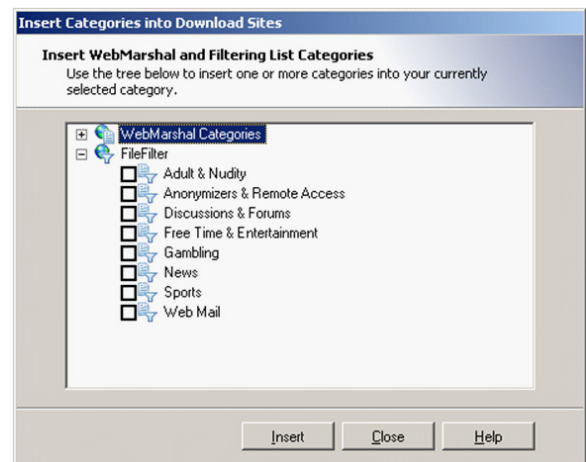 Insert Categories into Download Sites
Insert WebMarshal and Filtering List Categories
Use the tree below to insert one or more categories into your currently
selected category.
WebMarshal Categories
FileFilter
Adult & Nudity
Anonymizers & Remote Access
Discussions & Forums
Free Time & Entertainment
Gambling
News
Sports
Web Mail
Insert
Close
Help